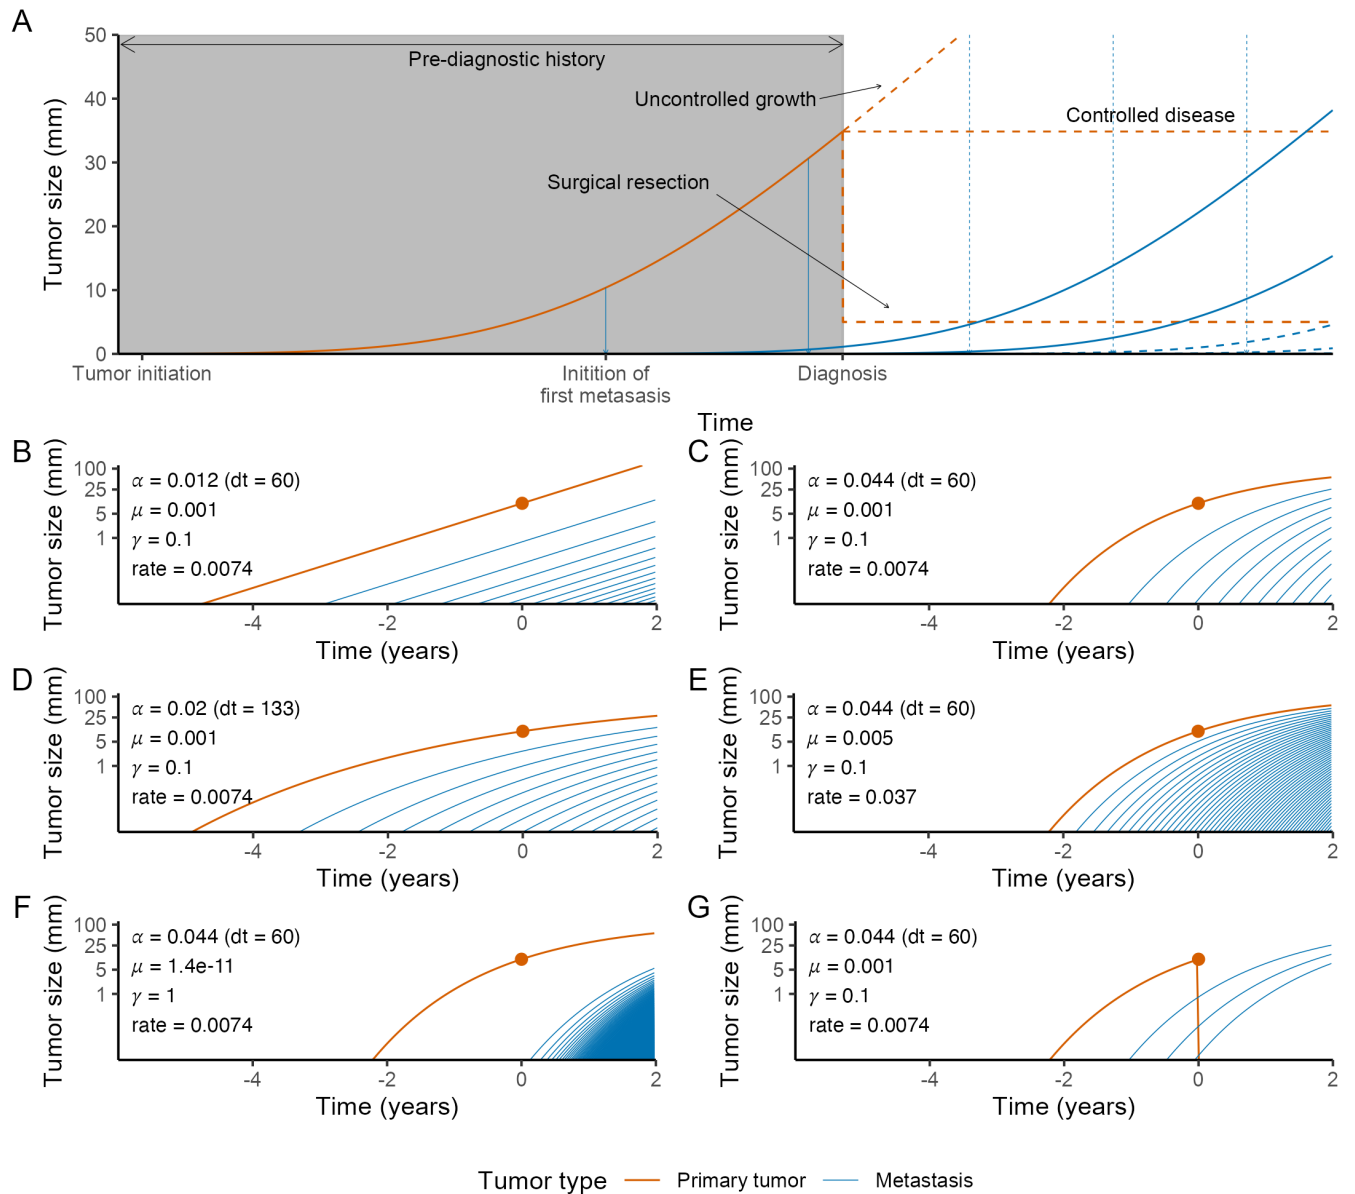 A
Tumor size (mm)
50
40
30
20
10
0
Pre-diagnostic history
Uncontrolled growth
Controlled disease
Surgical resection
Tumor initiation
Initition of
first metasasis
Diagnosis
Time
B
Tumor size (mm)
100
25
5
1
α = 0.012 (dt = 60)
μ = 0.001
γ = 0.1
rate = 0.0074
-4 -2 0 2
Time (years)
C
Tumor size (mm)
100
25
5
1
α = 0.044 (dt = 60)
μ = 0.001
γ = 0.1
rate = 0.0074
-4 -2 0 2
Time (years)
D
Tumor size (mm)
100
25
5
1
α = 0.02 (dt = 133)
μ = 0.001
γ = 0.1
rate = 0.0074
-4 -2 0 2
Time (years)
E
Tumor size (mm)
100
25
5
1
α = 0.044 (dt = 60)
μ = 0.005
γ = 0.1
rate = 0.037
-4 -2 0 2
Time (years)
F
Tumor size (mm)
100
25
5
1
α = 0.044 (dt = 60)
μ = 1.4e-11
γ = 1
rate = 0.0074
-4 -2 0 2
Time (years)
G
Tumor size (mm)
100
25
5
1
α = 0.044 (dt = 60)
μ = 0.001
γ = 0.1
rate = 0.0074
-4 -2 0 2
Time (years)
Tumor type Primary tumor Metastasis